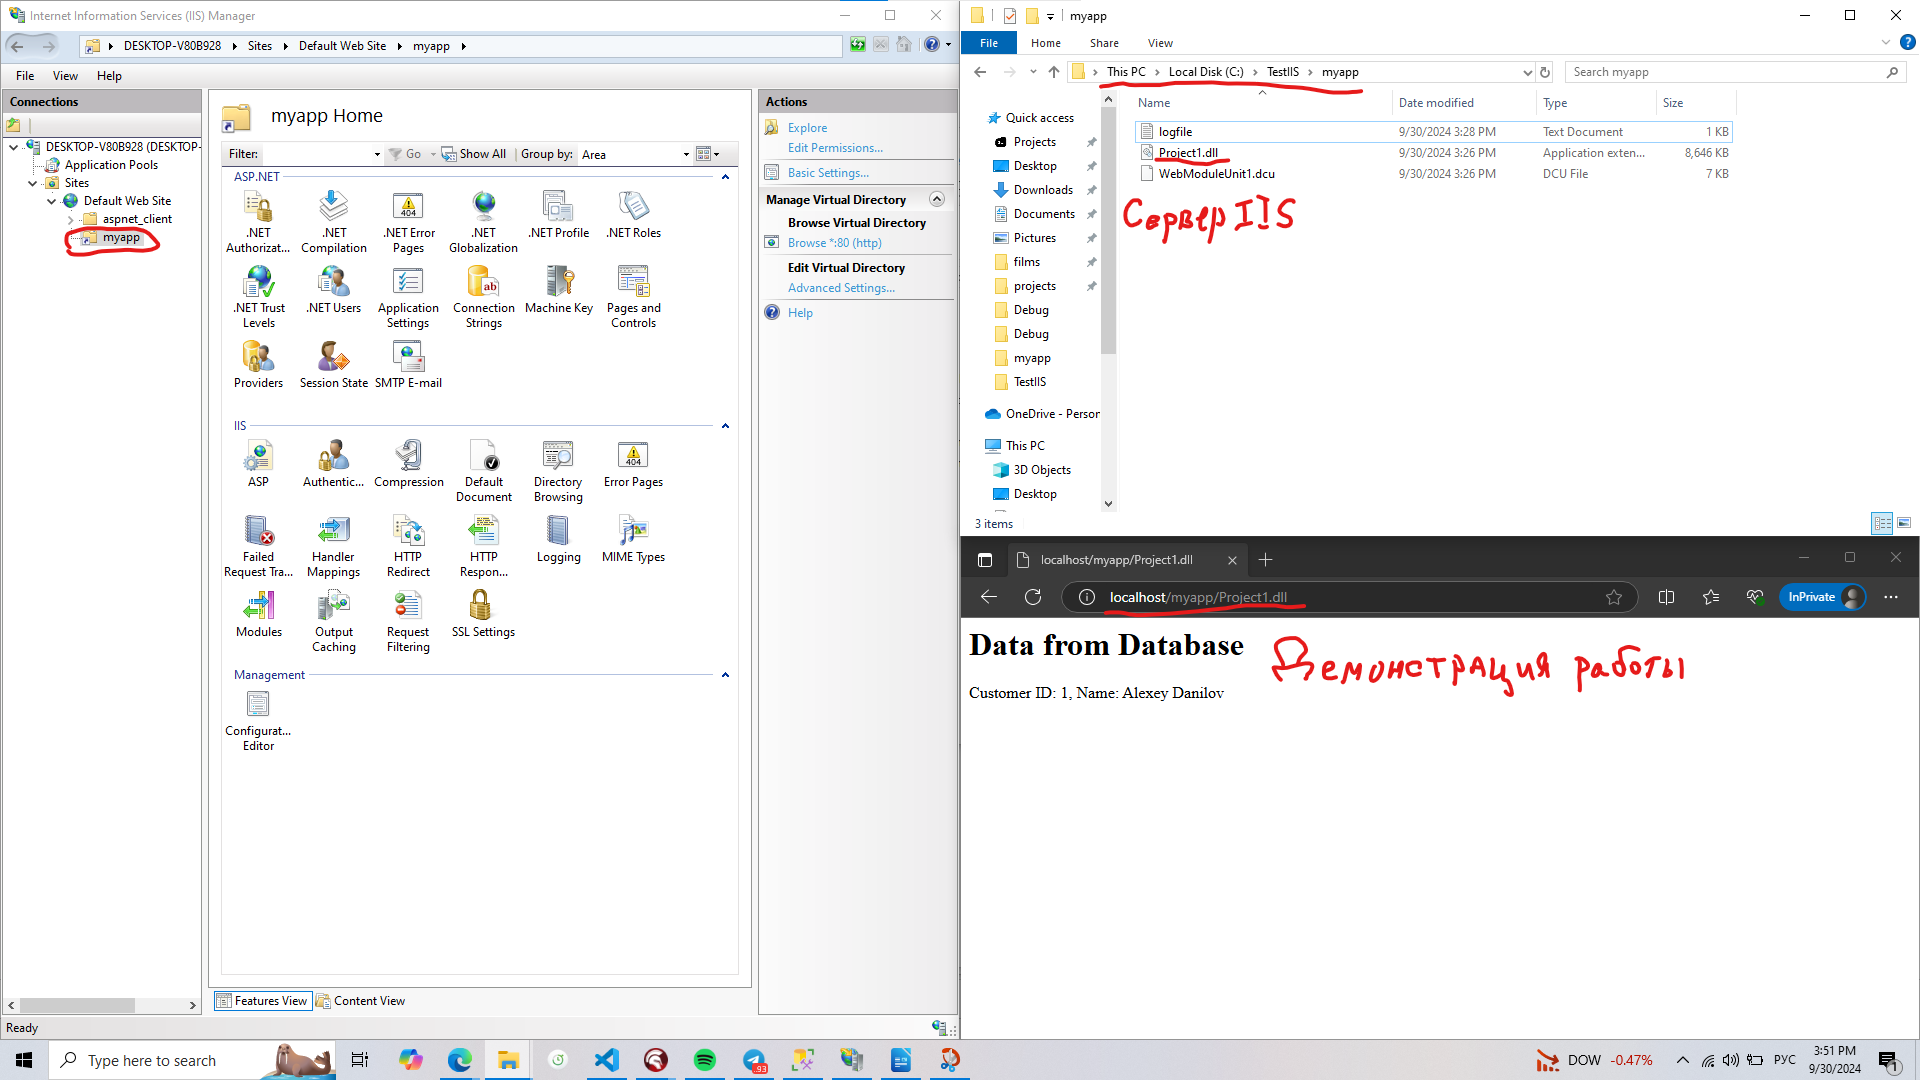 Internet Information Services (IIS) Manager
DESKTOP-V80B928 Sites Default Web Site myapp
File View Help
Connections
DESKTOP-V80B928 (DESKTOP-
Application Pools
Sites
Default Web Site
aspnet_client
myapp
myapp Home
Filter: Go Show All Group by: Area
ASP.NET
.NET Authorizat...
.NET Compilation
.NET Error Pages
.NET Globalization
.NET Profile
.NET Roles
.NET Trust Levels
.NET Users
Application Settings
Connection Strings
Machine Key
Pages and Controls
Providers
Session State
SMTP E-mail
IIS
ASP
Authentic...
Compression
Default Document
Directory Browsing
Error Pages
Failed Request Tra...
Handler Mappings
HTTP Redirect
HTTP Respon...
Logging
MIME Types
Modules
Output Caching
Request Filtering
SSL Settings
Management
Configurat... Editor
Features View Content View
Ready
Actions
Explore
Edit Permissions...
Basic Settings...
Manage Virtual Directory
Browse Virtual Directory
Browse *:80 (http)
Edit Virtual Directory
Advanced Settings...
Help
myapp
File Home Share View
This PC Local Disk (C:) TestIIS myapp
Search myapp
Quick access
Projects
Desktop
Downloads
Documents
Pictures
films
projects
Debug
Debug
myapp
TestIIS
OneDrive - Person
This PC
3D Objects
Desktop
Name Date modified Type Size
logfile 9/30/2024 3:28 PM Text Document 1 KB
Project1.dll 9/30/2024 3:26 PM Application exten... 8,646 KB
WebModuleUnit1.dcu 9/30/2024 3:26 PM DCU File 7 KB
Сервер IIS
3 items
localhost/myapp/Project1.dll
localhost/myapp/Project1.dll
InPrivate
Data from Database
Демонстрация работы
Customer ID: 1, Name: Alexey Danilov
Type here to search
93
DOW -0.47%
РУС
3:51 PM
9/30/2024
1